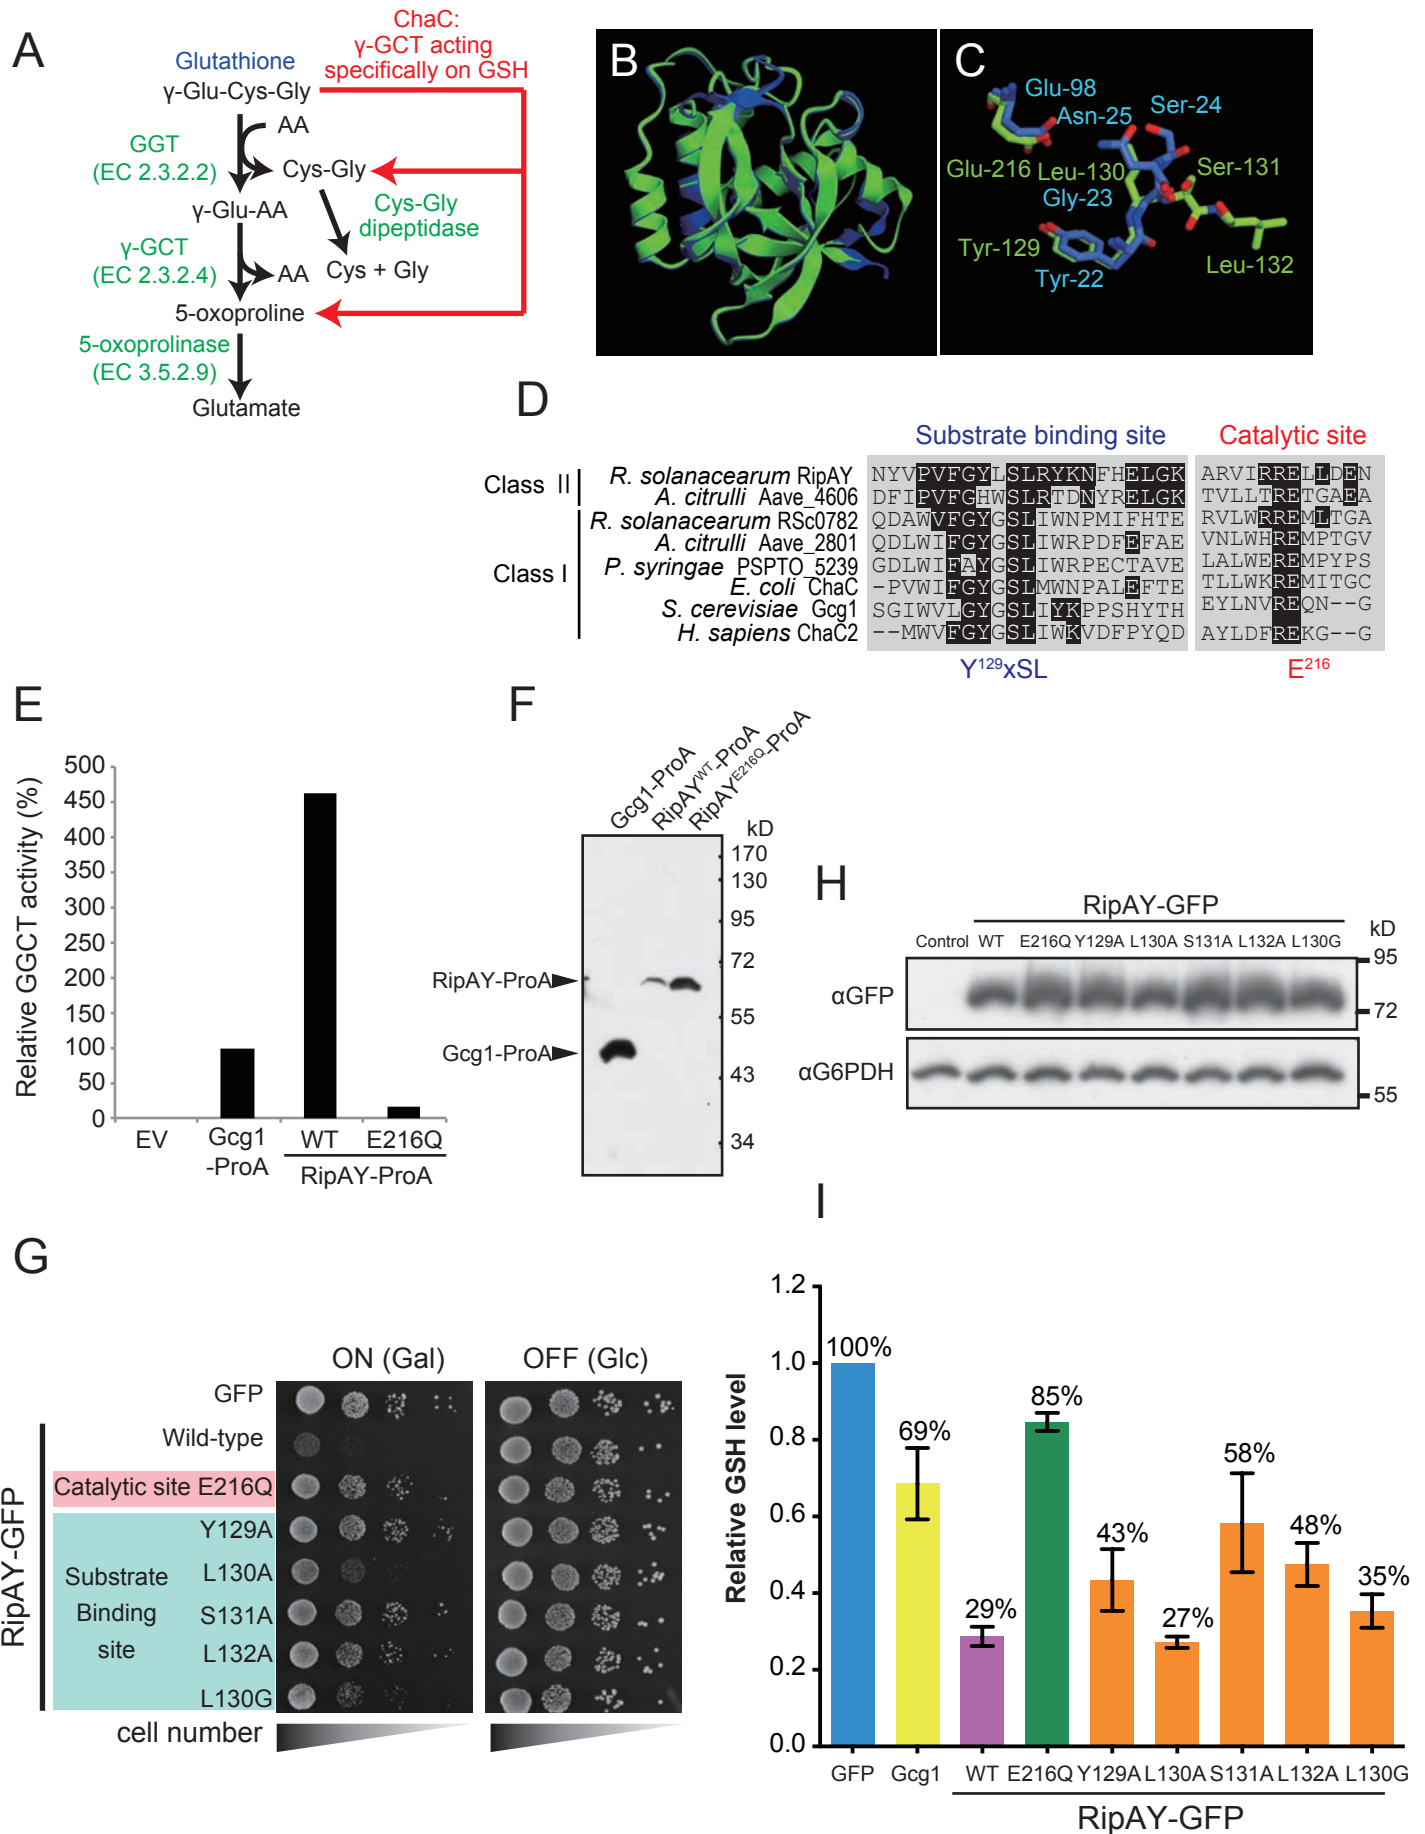 A
Glutathione
γ-Glu-Cys-Gly
ChaC:
γ-GCT acting
specifically on GSH
AA
GGT
(EC 2.3.2.2)
Cys-Gly
γ-Glu-AA
Cys-Gly
dipeptidase
γ-GCT
(EC 2.3.2.4)
AA
Cys + Gly
5-oxoproline
5-oxoprolinase
(EC 3.5.2.9)
Glutamate
B
C
Glu-98
Asn-25
Ser-24
Glu-216
Leu-130
Ser-131
Gly-23
Tyr-129
Tyr-22
Leu-132
D
Substrate binding site
Catalytic site
Class II
R. solanacearum RipAY NYVPVFGYLSLRYKNFHELGK ARVIRRELLDEN
A. citrulli Aave_4606 DFIPVFGHWSLRTDNYRELGK TVLLTRETGAEA
Class I
R. solanacearum RSc0782 QDAWVFGYGSLIWNPMIFHTE RVLWRREMLTGA
A. citrulli Aave_2801 QDLWIFGYGSLIWRPDFEFAE VNLWHREMPTGV
P. syringae PSPTO_5239 GDLWIFAYGSLIWRPECTAVE LALWEREMPYPS
E. coli ChaC -PVWIFGYGSLMWNPALEFTE TLLWKREMITGC
S. cerevisiae Gcg1 SGIWVLGYGSLIYKPPSHYTH EYLNVREQN--G
H. sapiens ChaC2 --MWVFGYGSLIWKVDFPYQD AYLDFREKG--G
Y129xSL
E216
E
Relative GGCT activity (%)
500
450
400
350
300
250
200
150
100
50
0
EV
Gcg1
-ProA
WT
E216Q
RipAY-ProA
F
Gcg1-ProA
RipAYWT-ProA
RipAYE216Q-ProA
kD
170
130
95
72
55
43
34
RipAY-ProA
Gcg1-ProA
H
RipAY-GFP
Control WT E216Q Y129A L130A S131A L132A L130G
kD
95
αGFP
72
αG6PDH
55
G
ON (Gal)
OFF (Glc)
GFP
Wild-type
Catalytic site E216Q
Y129A
L130A
S131A
L132A
L130G
Substrate
Binding
site
RipAY-GFP
cell number
I
Relative GSH level
1.2
1.0
0.8
0.6
0.4
0.2
0.0
100%
69%
29%
85%
43%
27%
58%
48%
35%
GFP Gcg1 WT E216Q Y129A L130A S131A L132A L130G
RipAY-GFP